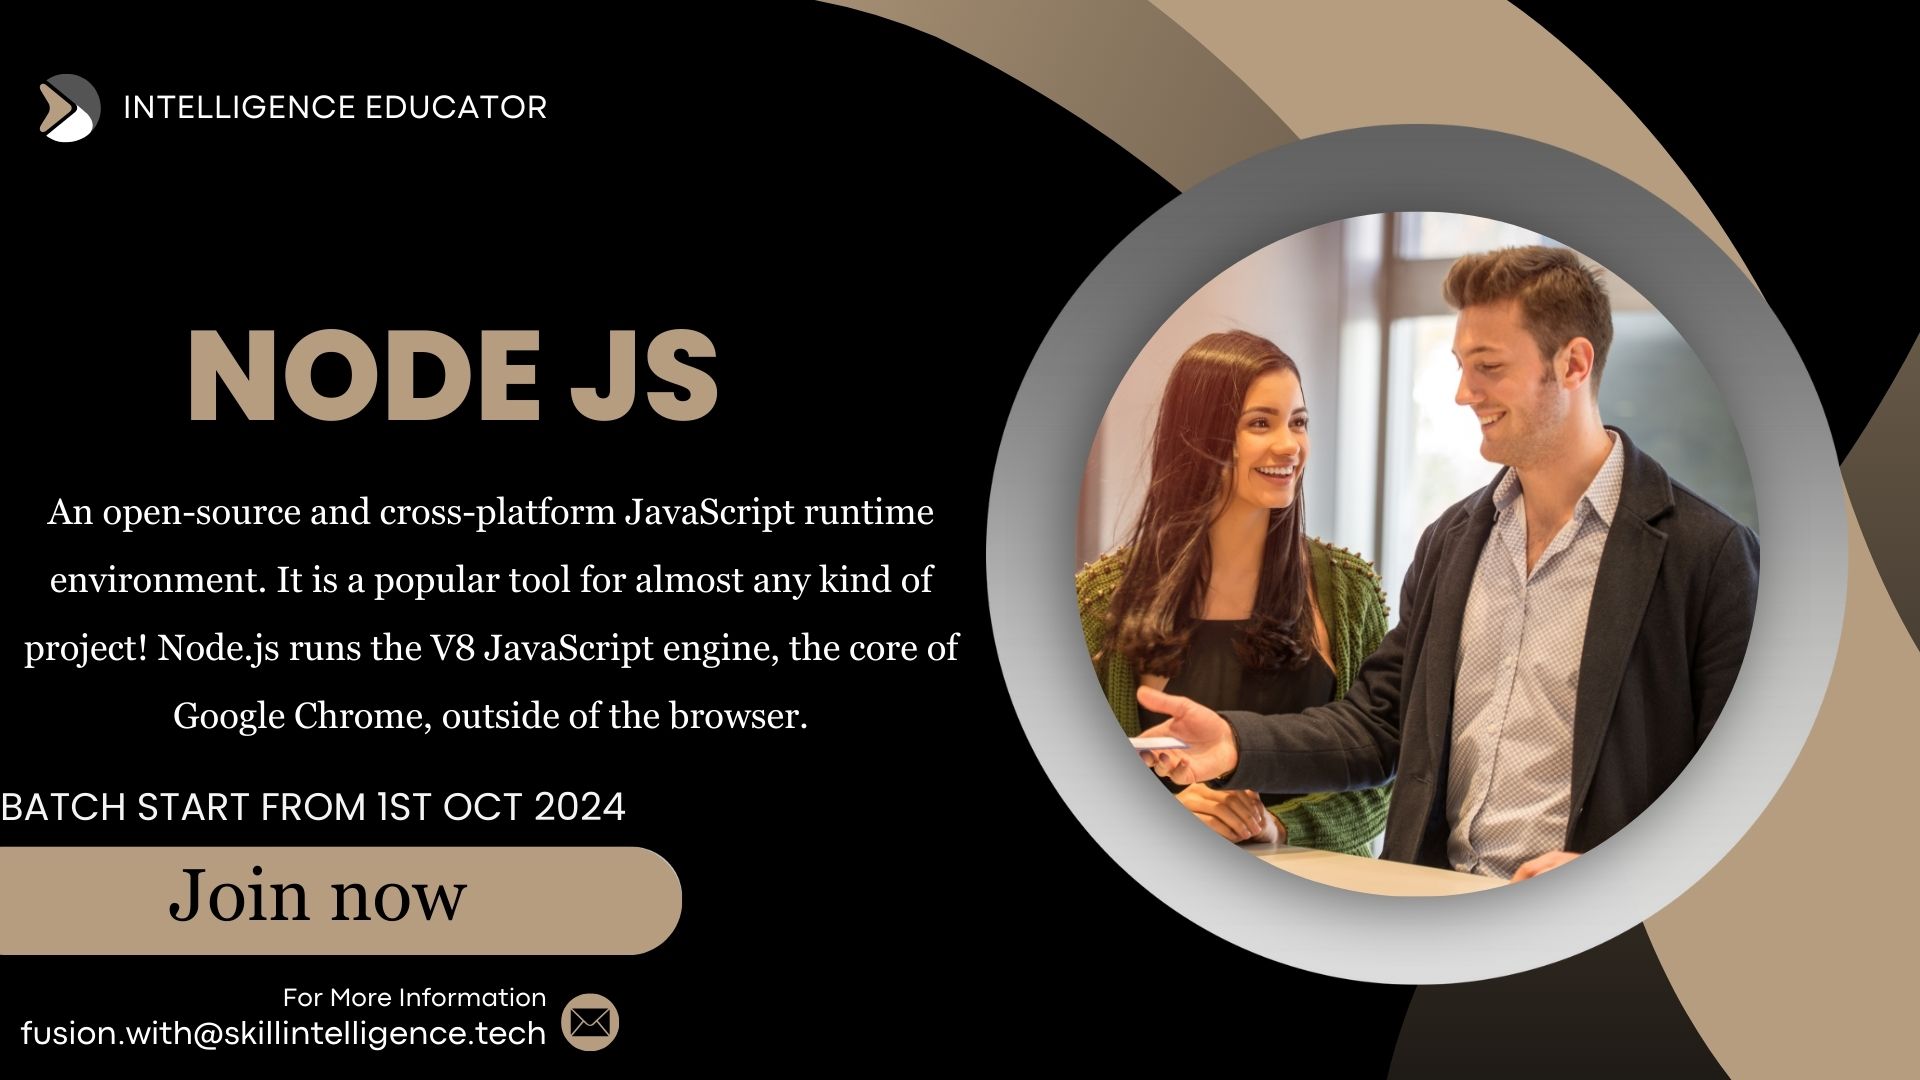 INTELLIGENCE EDUCATOR
NODE JS
An open-source and cross-platform JavaScript runtime
environment. It is a popular tool for almost any kind of
project! Node.js runs the V8 JavaScript engine, the core of
Google Chrome, outside of the browser.
BATCH START FROM 1ST OCT 2024
Join now
For More Information
fusion.with@skillintelligence.tech